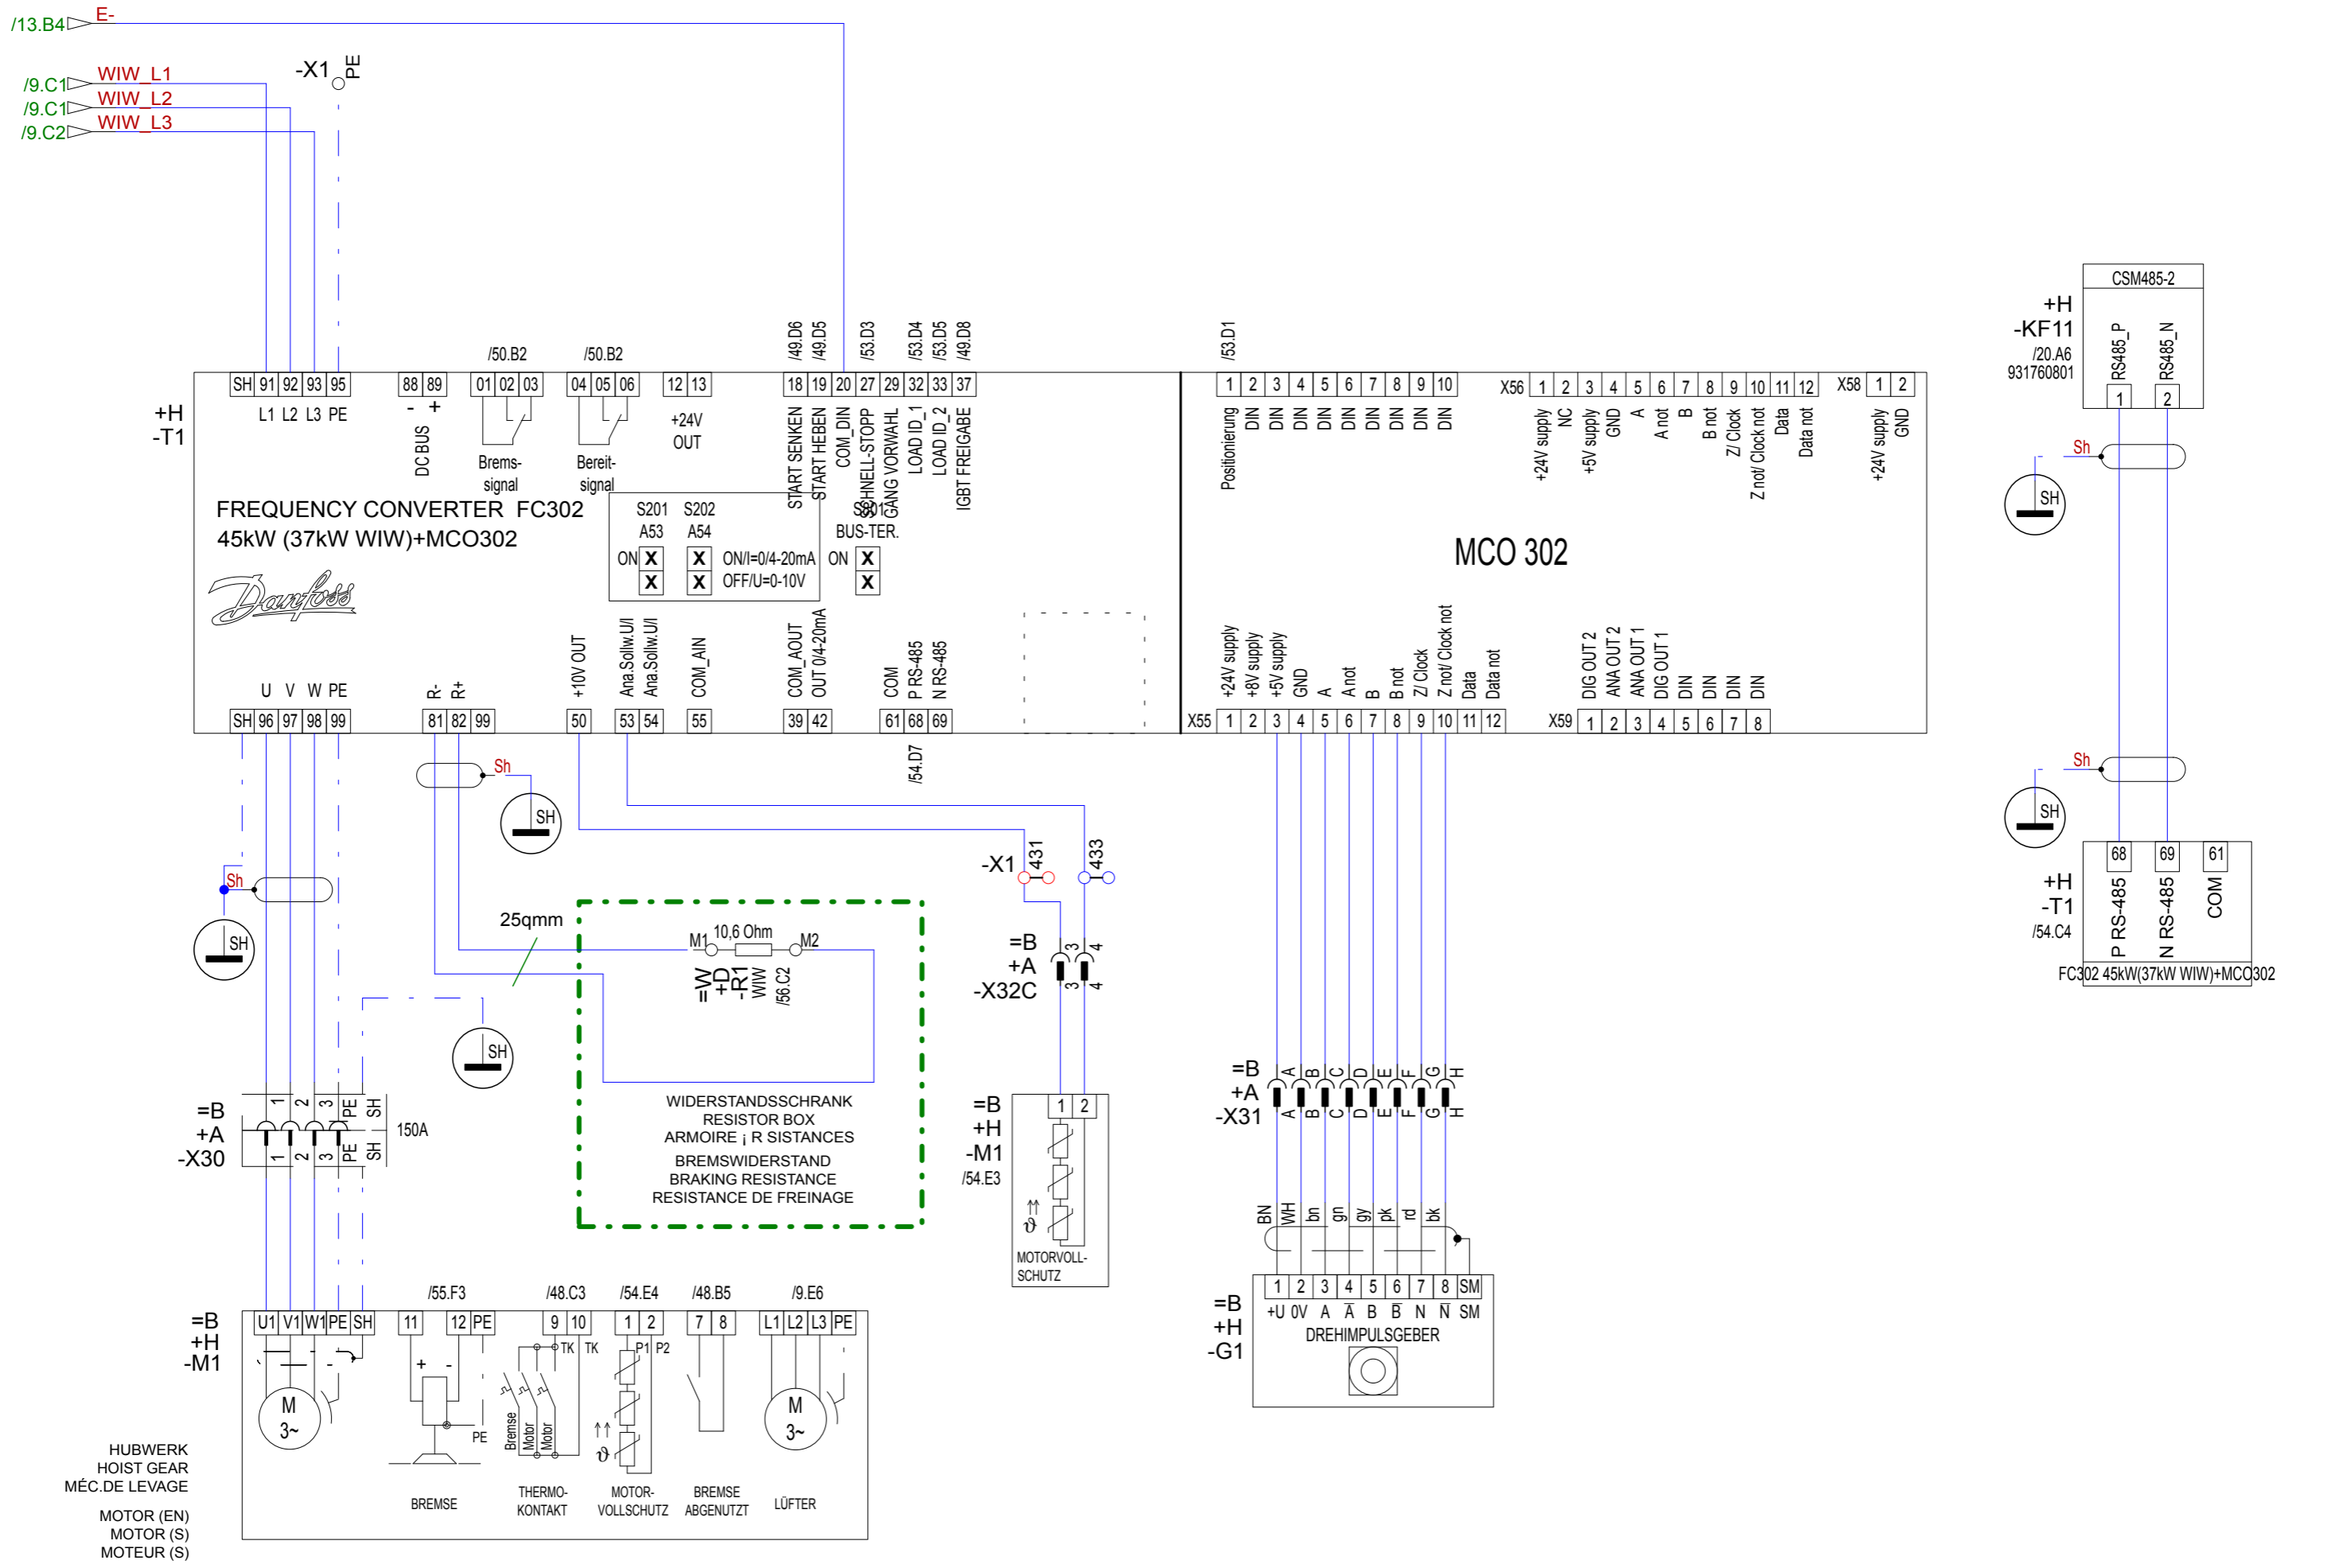 /13.B4 E-
/9.C1 WIW_L1
/9.C1 WIW_L2
/9.C2 WIW_L3
-X1 PE
/50.B2 /50.B2 /49.D6 /49.D5 /53.D3 /53.D4 /53.D5 /49.D8 /53.D1
+H
-T1
SH 91 92 93 95 88 89 01 02 03 04 05 06 12 13 18 19 20 27 29 32 33 37
L1 L2 L3 PE - +
DC BUS
Brems-
signal
Bereit-
signal
+24V
OUT
START SENKEN
START HEBEN
COM_DIN
SCHNELL-STOPP
GANG VORWAHL
LOAD ID_1
LOAD ID_2
IGBT FREIGABE
1 2 3 4 5 6 7 8 9 10
Positionierung
DIN DIN DIN DIN DIN DIN DIN DIN DIN
X56 1 2 3 4 5 6 7 8 9 10 11 12
+24V supply
NC
+5V supply
GND
A
A not
B
B not
Z/ Clock
Z not/ Clock not
Data
Data not
X58 1 2
+24V supply
GND
FREQUENCY CONVERTER FC302
45kW (37kW WIW)+MCO302
Danfoss
S201 S202
A53 A54
ON X X ON/I=0/4-20mA
X X OFF/U=0-10V
S801
BUS-TER.
ON X
X
MCO 302
U V W PE
SH 96 97 98 99
R- R+
81 82 99
+10V OUT
50
Ana.Sollw.U/I
Ana.Sollw.U/I
53 54
COM_AIN
55
COM_AOUT
OUT 0/4-20mA
39 42
COM
P RS-485
N RS-485
61 68 69
/54.D7
+24V supply
+8V supply
+5V supply
GND
A
A not
B
B not
Z/ Clock
Z not/ Clock not
Data
Data not
X55 1 2 3 4 5 6 7 8 9 10 11 12
DIG OUT 2
ANA OUT 2
ANA OUT 1
DIG OUT 1
DIN
DIN
DIN
DIN
X59 1 2 3 4 5 6 7 8
CSM485-2
+H
-KF11
/20.A6
931760801
RS485_P
RS485_N
1 2
Sh
SH
Sh
SH
68 69 61
+H
-T1
/54.C4
P RS-485
N RS-485
COM
FC302 45kW(37kW WIW)+MCO302
Sh
SH
Sh
SH
SH
25qmm
M1 10,6 Ohm M2
=W
+D
-R1
WIW
/56.C2
WIDERSTANDSSCHRANK
RESISTOR BOX
ARMOIRE ¡ R SISTANCES
BREMSWIDERSTAND
BRAKING RESISTANCE
RESISTANCE DE FREINAGE
-X1 431 433
=B
+A
-X32C
3 4
3 4
=B
+H
-M1
/54.E3
1 2
ϑ
MOTORVOLL-
SCHUTZ
=B
+A
-X30
1 2 3 PE SH
1 2 3 PE SH
150A
=B
+A
-X31
A B C D E F G H
A B C D E F G H
BN WH bn gn gy pk rd bk
1 2 3 4 5 6 7 8 SM
+U 0V A A̅ B B̅ N N̅ SM
=B
+H
-G1
DREHIMPULSGEBER
/55.F3 /48.C3 /54.E4 /48.B5 /9.E6
=B
+H
-M1
U1 V1 W1 PE SH 11 12 PE 9 10 1 2 7 8 L1 L2 L3 PE
TK TK P1 P2
+ -
M
3~
PE
Bremse
Motor
Motor
ϑ
M
3~
BREMSE
THERMO-
KONTAKT
MOTOR-
VOLLSCHUTZ
BREMSE
ABGENUTZT
LÜFTER
HUBWERK
HOIST GEAR
MÉC.DE LEVAGE
MOTOR (EN)
MOTOR (S)
MOTEUR (S)